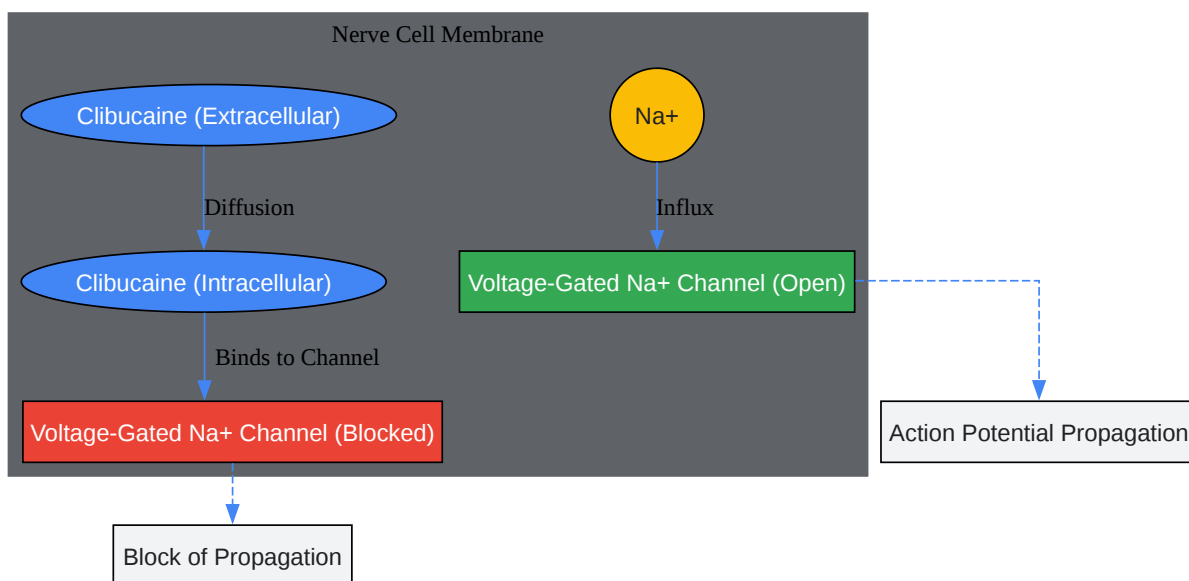 Nerve Cell Membrane
Clibucaine (Extracellular)
Na+
Diffusion
Influx
Clibucaine (Intracellular)
Voltage-Gated Na+ Channel (Open)
Binds to Channel
Voltage-Gated Na+ Channel (Blocked)
Action Potential Propagation
Block of Propagation